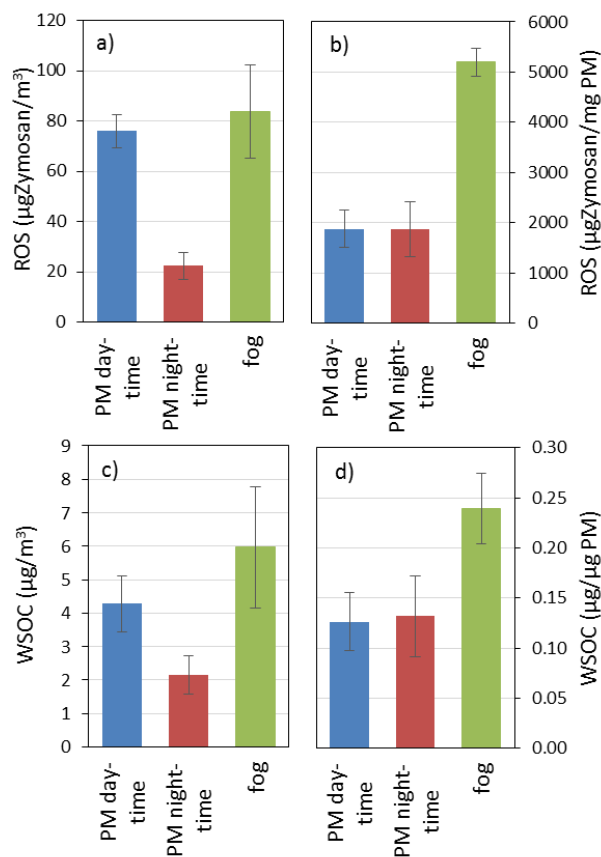 a)
ROS (µgZymosan/m³)
120
100
80
60
40
20
0
PM day-
time
PM night-
time
fog
b)
6000
5000
4000
3000
2000
1000
0
ROS (µgZymosan/mg PM)
PM day-
time
PM night-
time
fog
c)
WSOC (µg/m³)
9
8
7
6
5
4
3
2
1
0
PM day-
time
PM night-
time
fog
d)
0.30
0.25
0.20
0.15
0.10
0.05
0.00
WSOC (µg/µg PM)
PM day-
time
PM night-
time
fog